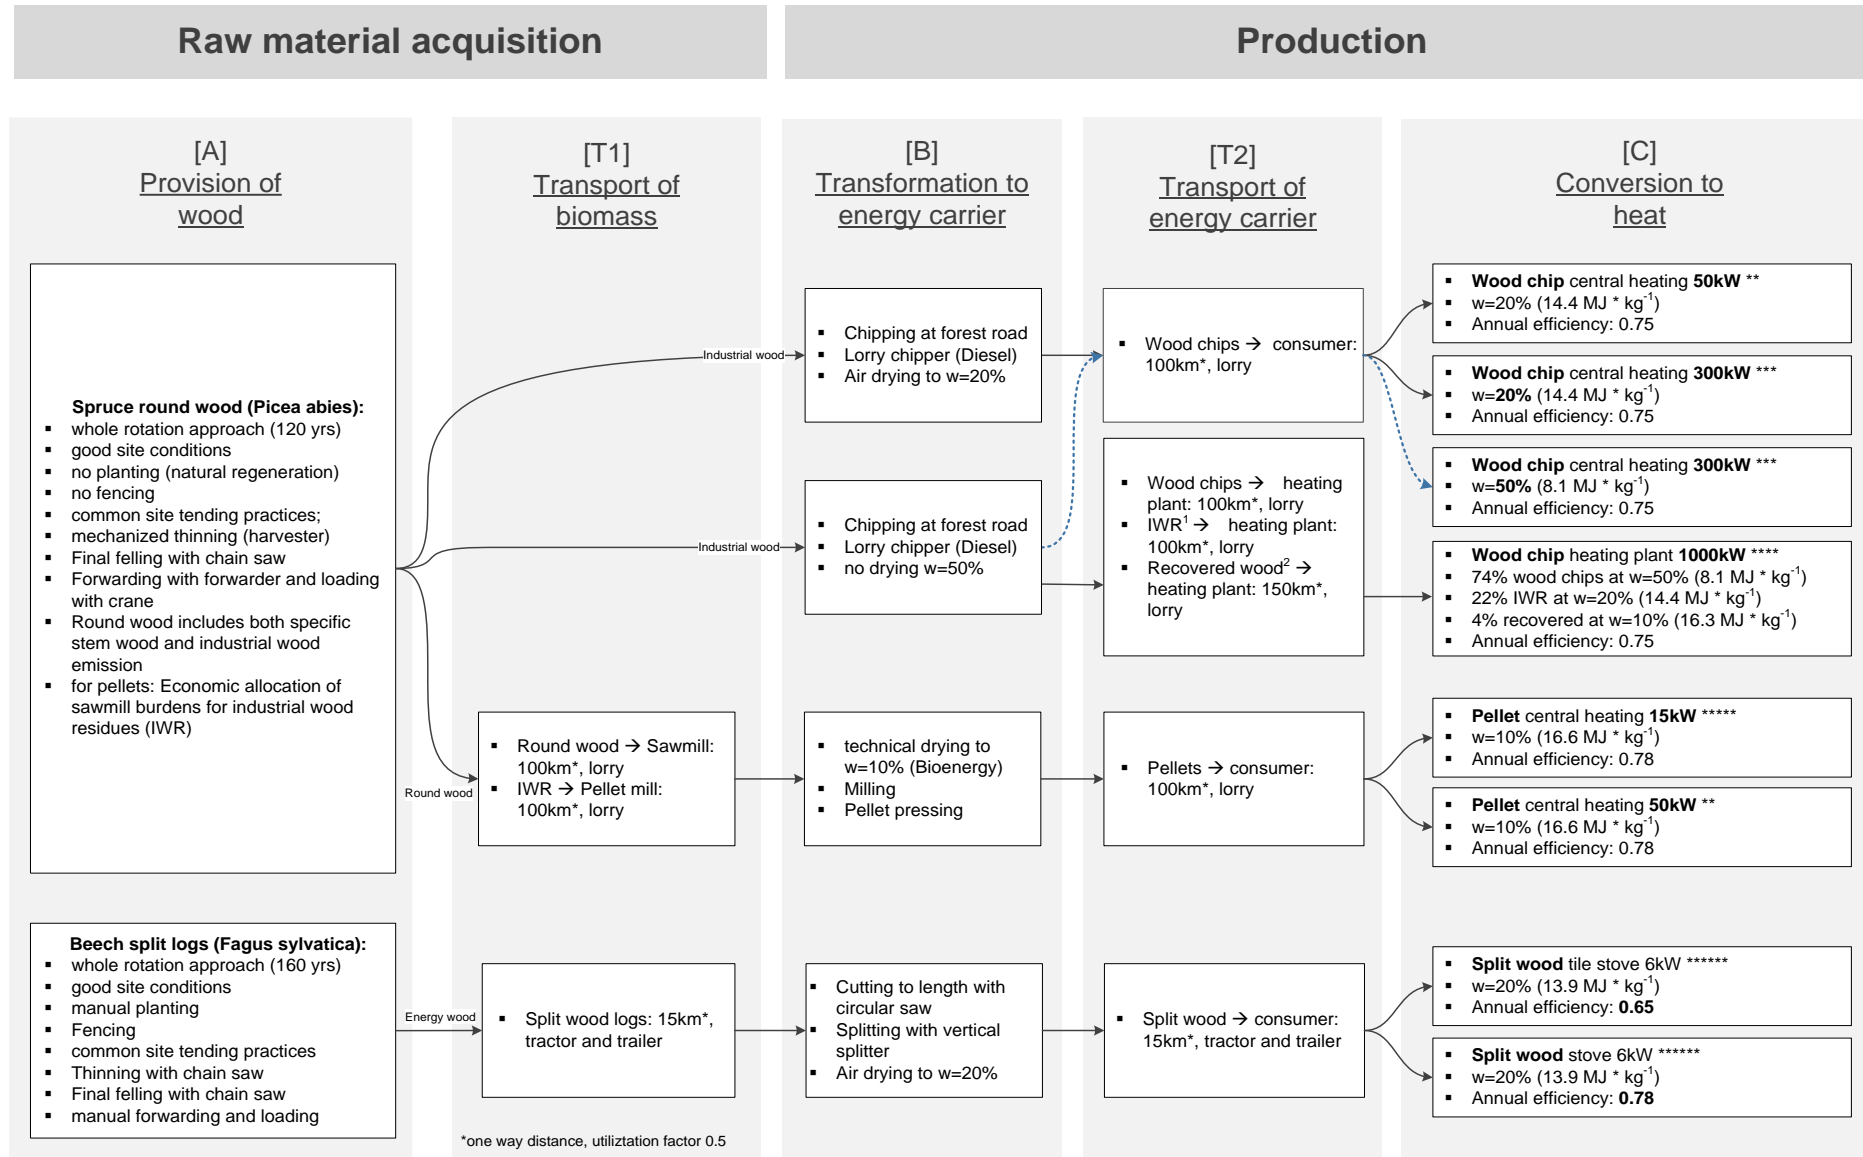 Raw material acquisition
Production
[A]
Provision of
wood
[T1]
Transport of
biomass
[B]
Transformation to
energy carrier
[T2]
Transport of
energy carrier
[C]
Conversion to
heat
Spruce round wood (Picea abies):
▪ whole rotation approach (120 yrs)
▪ good site conditions
▪ no planting (natural regeneration)
▪ no fencing
▪ common site tending practices;
▪ mechanized thinning (harvester)
▪ Final felling with chain saw
▪ Forwarding with forwarder and loading
with crane
▪ Round wood includes both specific
stem wood and industrial wood
emission
▪ for pellets: Economic allocation of
sawmill burdens for industrial wood
residues (IWR)
Industrial wood
▪ Chipping at forest road
▪ Lorry chipper (Diesel)
▪ Air drying to w=20%
▪ Wood chips → consumer:
100km*, lorry
▪ Wood chip central heating 50kW **
▪ w=20% (14.4 MJ * kg⁻¹)
▪ Annual efficiency: 0.75
▪ Wood chip central heating 300kW ***
▪ w=20% (14.4 MJ * kg⁻¹)
▪ Annual efficiency: 0.75
▪ Wood chip central heating 300kW ***
▪ w=50% (8.1 MJ * kg⁻¹)
▪ Annual efficiency: 0.75
Industrial wood
▪ Chipping at forest road
▪ Lorry chipper (Diesel)
▪ no drying w=50%
▪ Wood chips → heating
plant: 100km*, lorry
▪ IWR¹ → heating plant:
100km*, lorry
▪ Recovered wood² →
heating plant: 150km*,
lorry
▪ Wood chip heating plant 1000kW ****
▪ 74% wood chips at w=50% (8.1 MJ * kg⁻¹)
▪ 22% IWR at w=20% (14.4 MJ * kg⁻¹)
▪ 4% recovered at w=10% (16.3 MJ * kg⁻¹)
▪ Annual efficiency: 0.75
Round wood
▪ Round wood → Sawmill:
100km*, lorry
▪ IWR → Pellet mill:
100km*, lorry
▪ technical drying to
w=10% (Bioenergy)
▪ Milling
▪ Pellet pressing
▪ Pellets → consumer:
100km*, lorry
▪ Pellet central heating 15kW *****
▪ w=10% (16.6 MJ * kg⁻¹)
▪ Annual efficiency: 0.78
▪ Pellet central heating 50kW **
▪ w=10% (16.6 MJ * kg⁻¹)
▪ Annual efficiency: 0.78
Beech split logs (Fagus sylvatica):
▪ whole rotation approach (160 yrs)
▪ good site conditions
▪ manual planting
▪ Fencing
▪ common site tending practices
▪ Thinning with chain saw
▪ Final felling with chain saw
▪ manual forwarding and loading
Energy wood
▪ Split wood logs: 15km*,
tractor and trailer
▪ Cutting to length with
circular saw
▪ Splitting with vertical
splitter
▪ Air drying to w=20%
▪ Split wood → consumer:
15km*, tractor and trailer
▪ Split wood tile stove 6kW ******
▪ w=20% (13.9 MJ * kg⁻¹)
▪ Annual efficiency: 0.65
▪ Split wood stove 6kW ******
▪ w=20% (13.9 MJ * kg⁻¹)
▪ Annual efficiency: 0.78
*one way distance, utiliztation factor 0.5